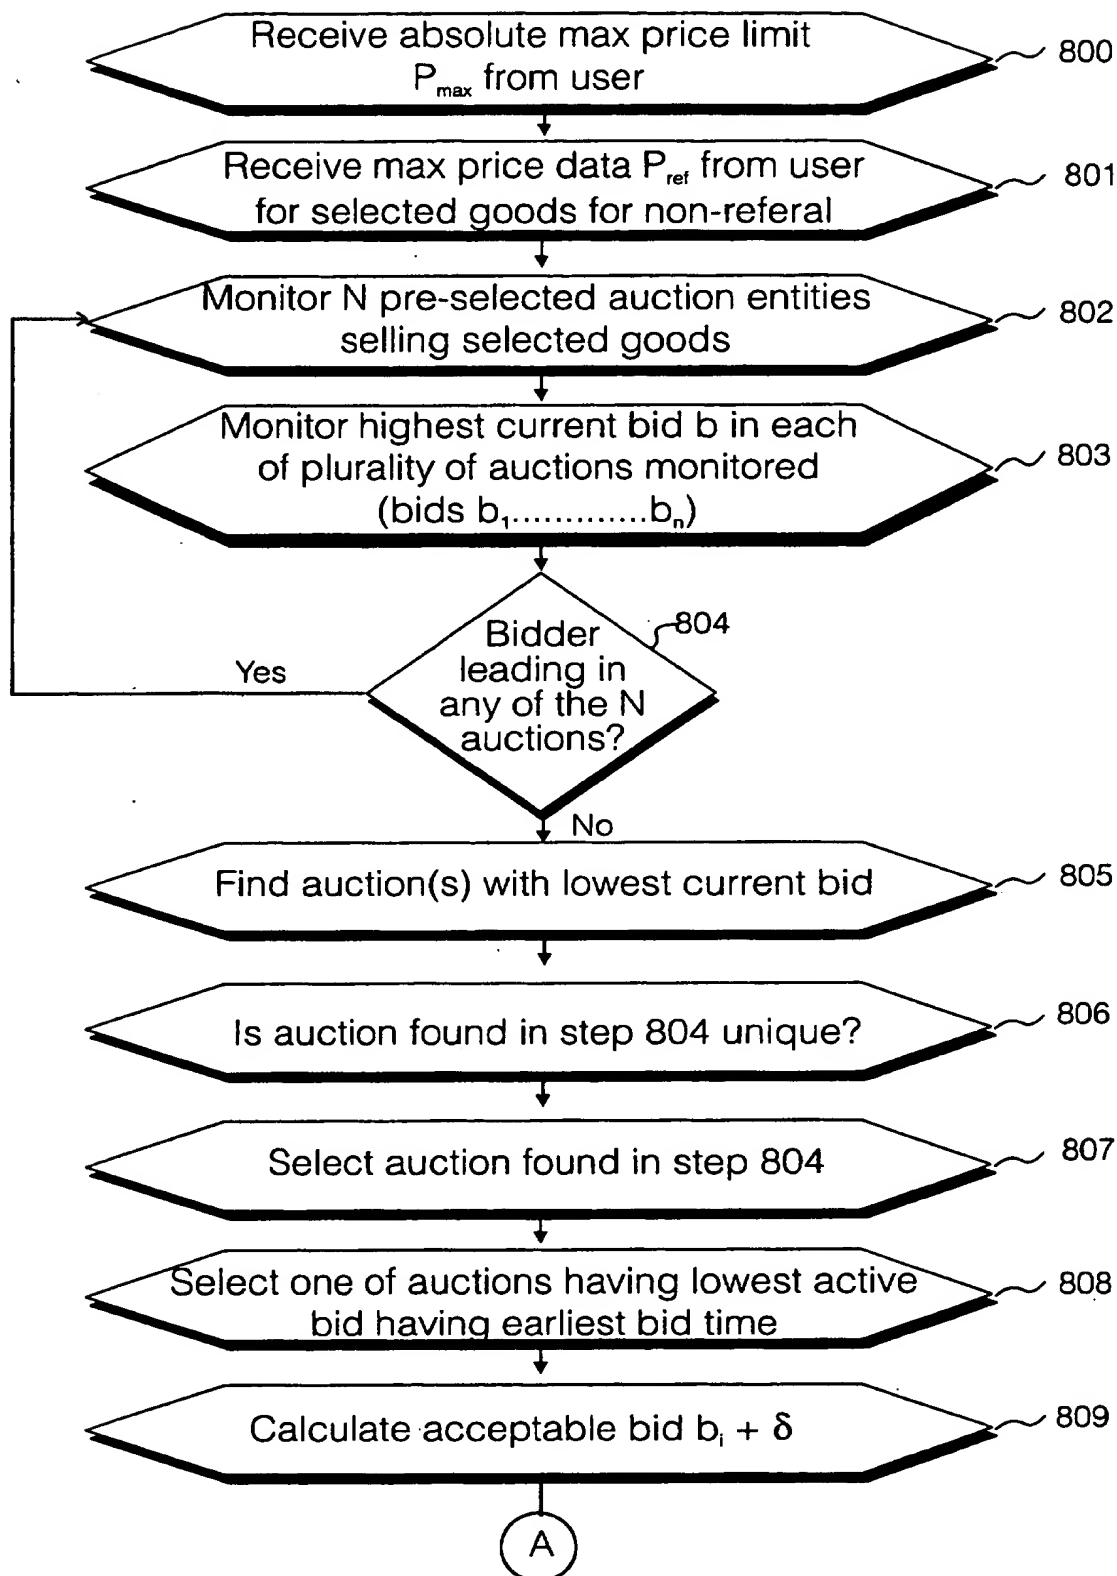 Receive absolute max price limit
Pmax from user
800
Receive max price data Pref from user
for selected goods for non-referal
801
Monitor N pre-selected auction entities
selling selected goods
802
Monitor highest current bid b in each
of plurality of auctions monitored
(bids b1.............bn)
803
Bidder
leading in
any of the N
auctions?
804
Yes
No
Find auction(s) with lowest current bid
805
Is auction found in step 804 unique?
806
Select auction found in step 804
807
Select one of auctions having lowest active
bid having earliest bid time
808
Calculate acceptable bid bi + δ
809
A